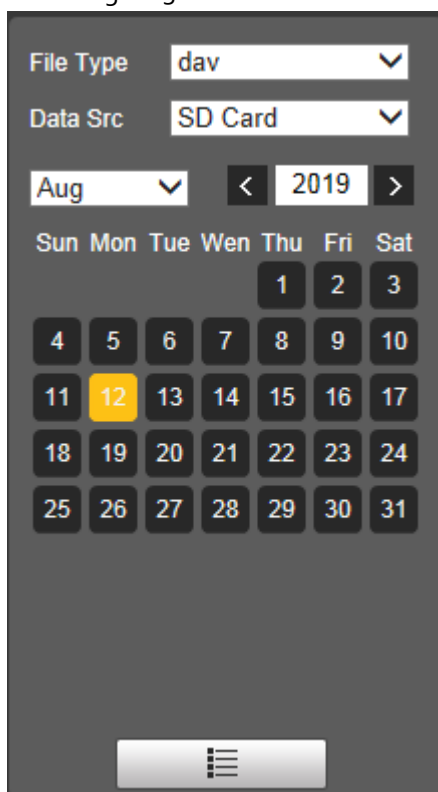 File Type dav
Data Src SD Card
Aug < 2019 >
Sun Mon Tue Wen Thu Fri Sat
1 2 3
4 5 6 7 8 9 10
11 12 13 14 15 16 17
18 19 20 21 22 23 24
25 26 27 28 29 30 31